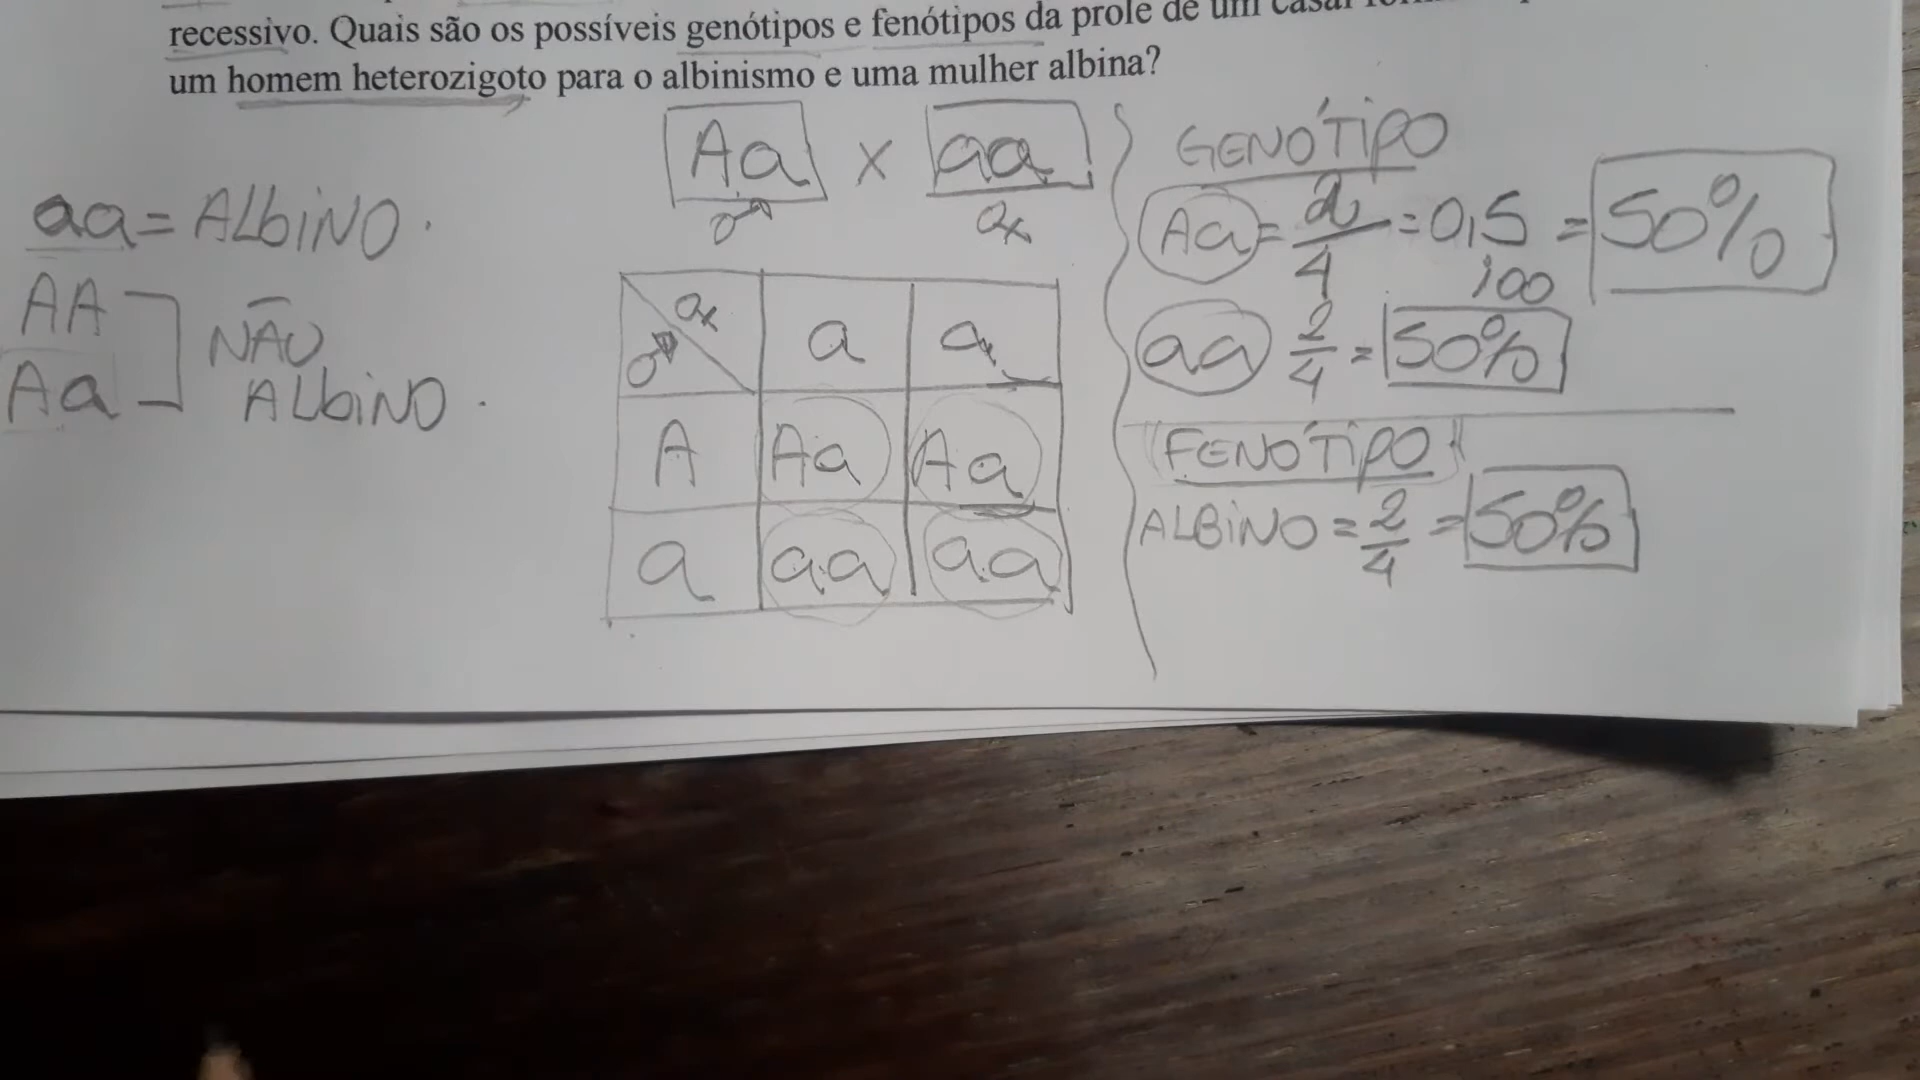 recessivo. Quais são os possíveis genótipos e fenótipos da prole de um casal
um homem heterozigoto para o albinismo e uma mulher albina?
aa = ALbiNO.
AA
Aa
NÃO
ALbiNO.
Aa x aa
♂ ♀
♂ ♀ a a
A Aa Aa
a aa aa
GENÓTiPO
Aa = 2/4 = 0,5 = 50%
100
aa 2/4 = 50%
FENÓTiPO
ALBiNO = 2/4 = 50%